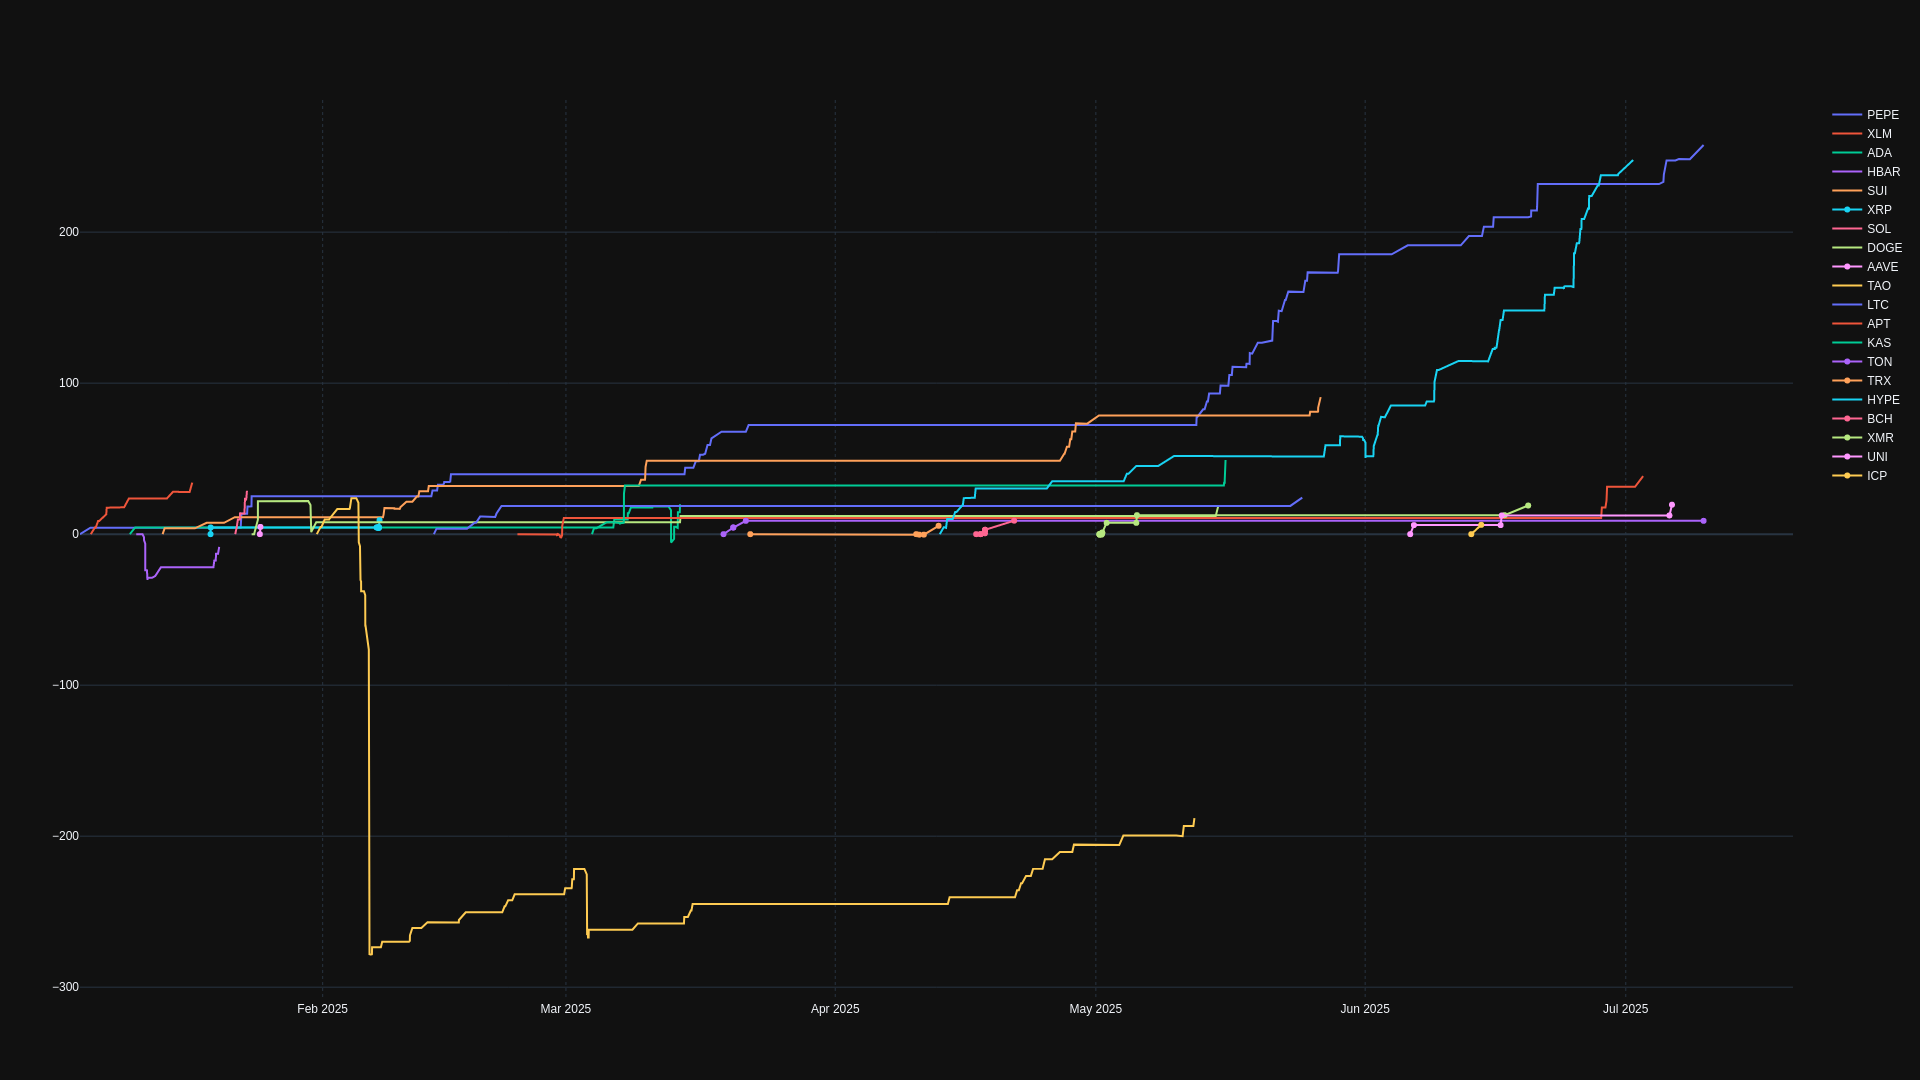 PEPE
XLM
ADA
HBAR
SUI
XRP
SOL
DOGE
AAVE
TAO
LTC
APT
KAS
TON
TRX
HYPE
BCH
XMR
UNI
ICP
200
100
0
−100
−200
−300
Feb 2025
Mar 2025
Apr 2025
May 2025
Jun 2025
Jul 2025